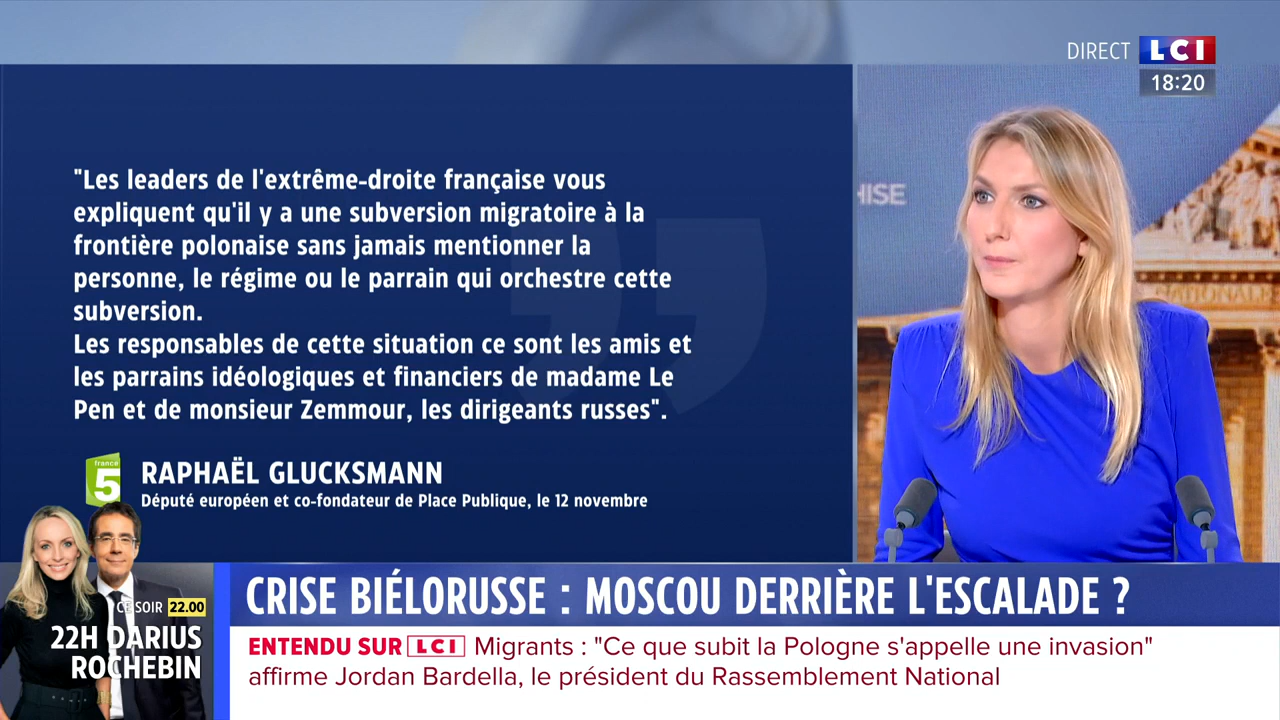 DIRECT LCI
18:20
"Les leaders de l'extrême-droite française vous
expliquent qu'il y a une subversion migratoire à la
frontière polonaise sans jamais mentionner la
personne, le régime ou le parrain qui orchestre cette
subversion.
Les responsables de cette situation ce sont les amis et
les parrains idéologiques et financiers de madame Le
Pen et de monsieur Zemmour, les dirigeants russes".
HISE
NATIONALE
france
5
RAPHAËL GLUCKSMANN
Député européen et co-fondateur de Place Publique, le 12 novembre
CE SOIR 22.00
22H DARIUS
ROCHEBIN
CRISE BIÉLORUSSE : MOSCOU DERRIÈRE L'ESCALADE ?
ENTENDU SUR LCI Migrants : "Ce que subit la Pologne s'appelle une invasion"
affirme Jordan Bardella, le président du Rassemblement National